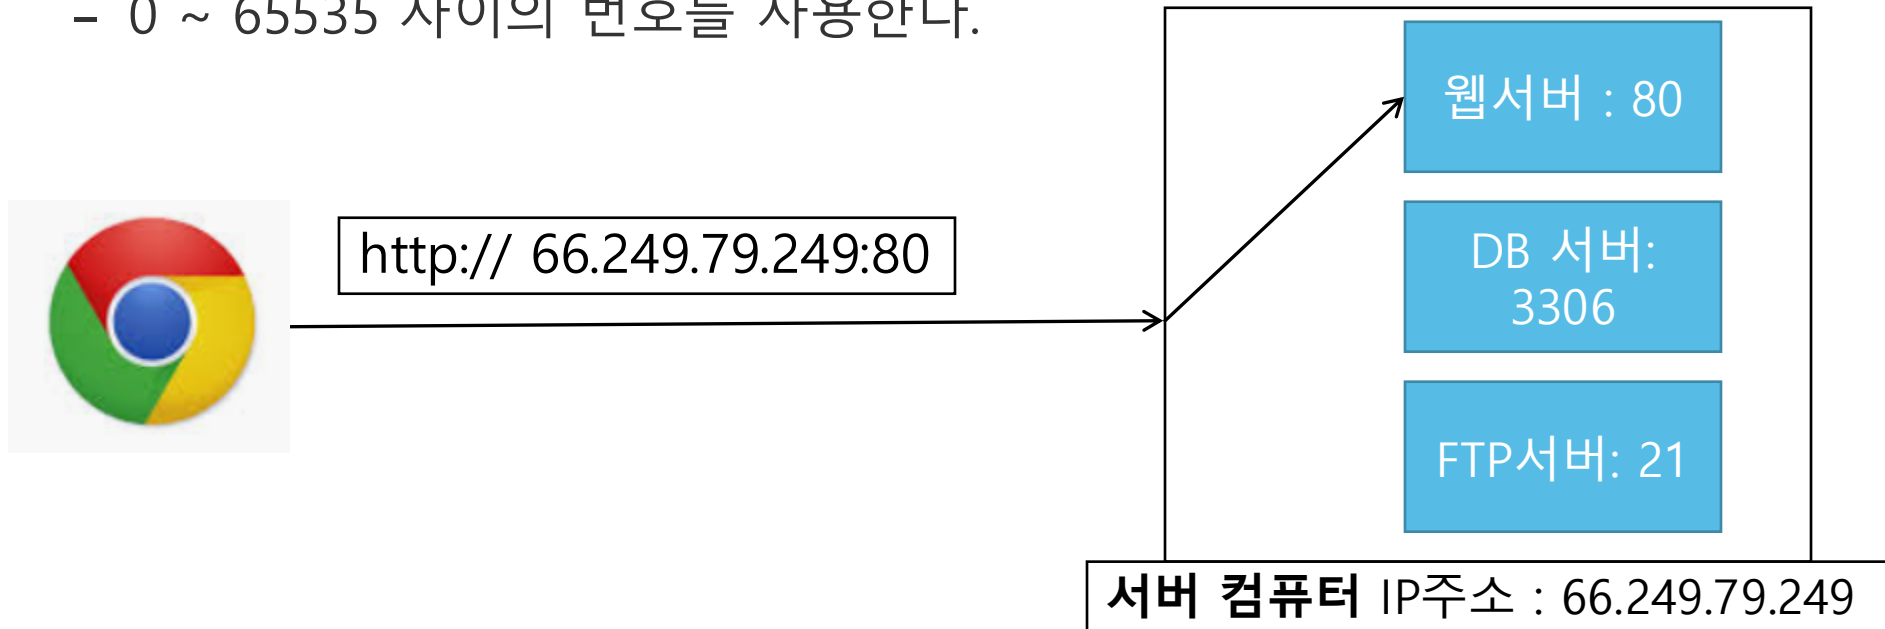 - 0 ~ 65535 사이의 번호를 사용한다.
웹서버 : 80
http:// 66.249.79.249:80
DB 서버:
3306
FTP서버: 21
서버 컴퓨터 IP주소 : 66.249.79.249